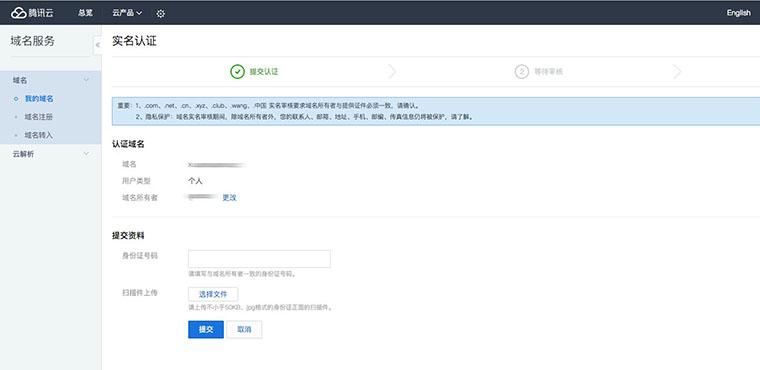 腾讯云 总览 云产品 English
域名服务
实名认证
提交认证 2 等待审核
域名
我的域名
域名注册
域名转入
云解析
重要：1、.com、.net、.cn、.xyz、.club、.wang、.中国 实名审核要求域名所有者与提供证件必须一致，请确认。
2、隐私保护：域名实名审核期间，除域名所有者外，您的联系人、邮箱、地址、手机、邮编、传真信息仍将被保护，请了解。
认证域名
域名 x
用户类型 个人
域名所有者 更改
提交资料
身份证号码
请填写与域名所有者一致的身份证号码。
扫描件上传 选择文件
请上传不小于50KB，jpg格式的身份证正面的扫描件。
提交 取消